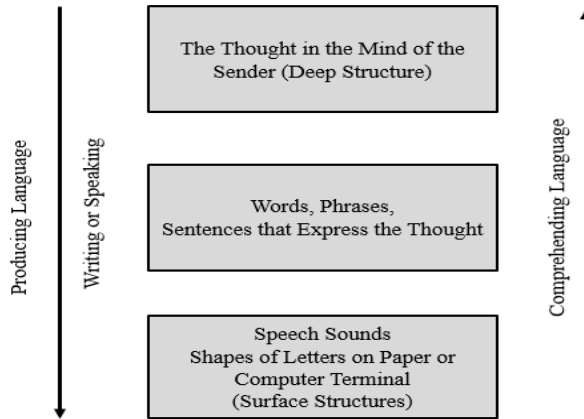 Producing Language
Writing or Speaking
The Thought in the Mind of the
Sender (Deep Structure)
Words, Phrases,
Sentences that Express the Thought
Speech Sounds
Shapes of Letters on Paper or
Computer Terminal
(Surface Structures)
Comprehending Language